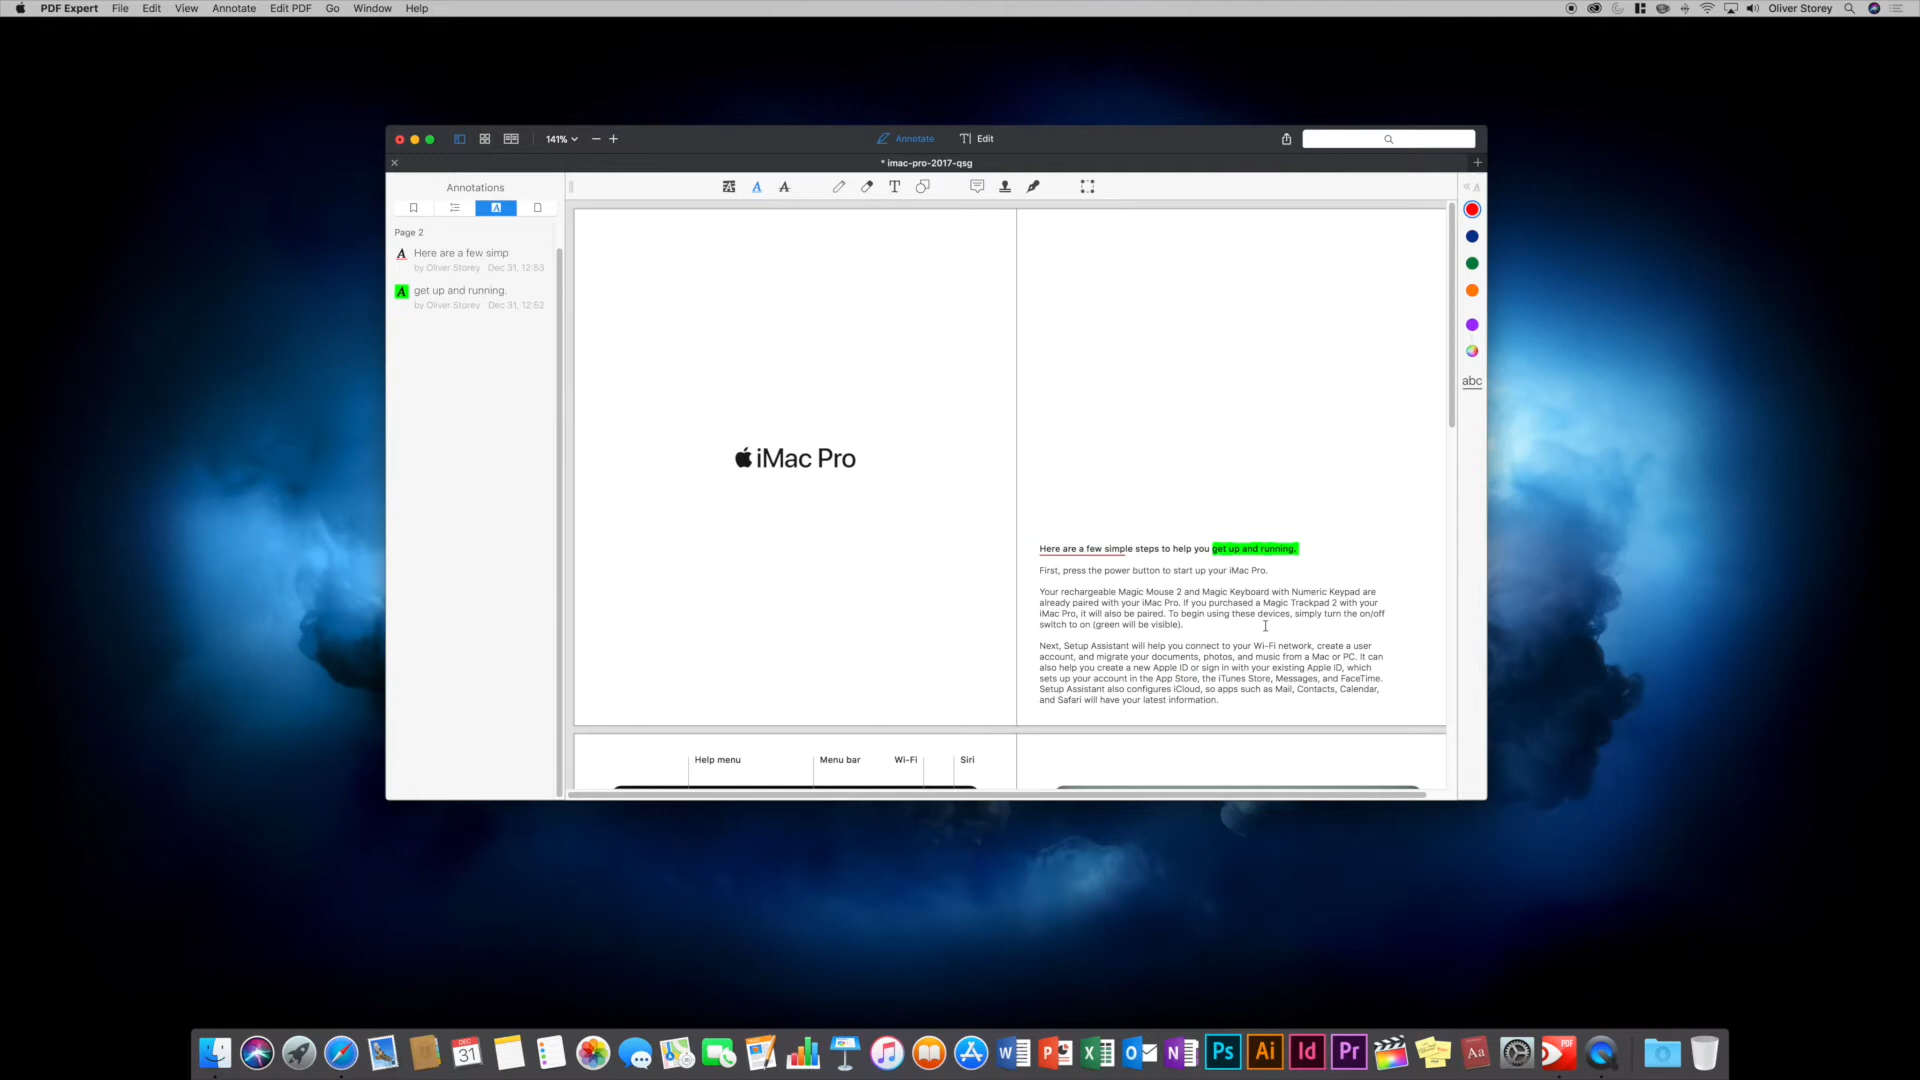 PDF Expert File Edit View Annotate Edit PDF Go Window Help
Oliver Storey
141%
Annotate
Edit
* imac-pro-2017-qsg
Annotations
Page 2
Here are a few simp
by Oliver Storey Dec 31, 12:53
get up and running.
by Oliver Storey Dec 31, 12:52
abc
iMac Pro
Here are a few simple steps to help you get up and running.
First, press the power button to start up your iMac Pro.
Your rechargeable Magic Mouse 2 and Magic Keyboard with Numeric Keypad are
already paired with your iMac Pro. If you purchased a Magic Trackpad 2 with your
iMac Pro, it will also be paired. To begin using these devices, simply turn the on/off
switch to on (green will be visible).
Next, Setup Assistant will help you connect to your Wi-Fi network, create a user
account, and migrate your documents, photos, and music from a Mac or PC. It can
also help you create a new Apple ID or sign in with your existing Apple ID, which
sets up your account in the App Store, the iTunes Store, Messages, and FaceTime.
Setup Assistant also configures iCloud, so apps such as Mail, Contacts, Calendar,
and Safari will have your latest information.
Help menu Menu bar Wi-Fi Siri
DEC
31
Ps Ai Id Pr
Aa
PDF